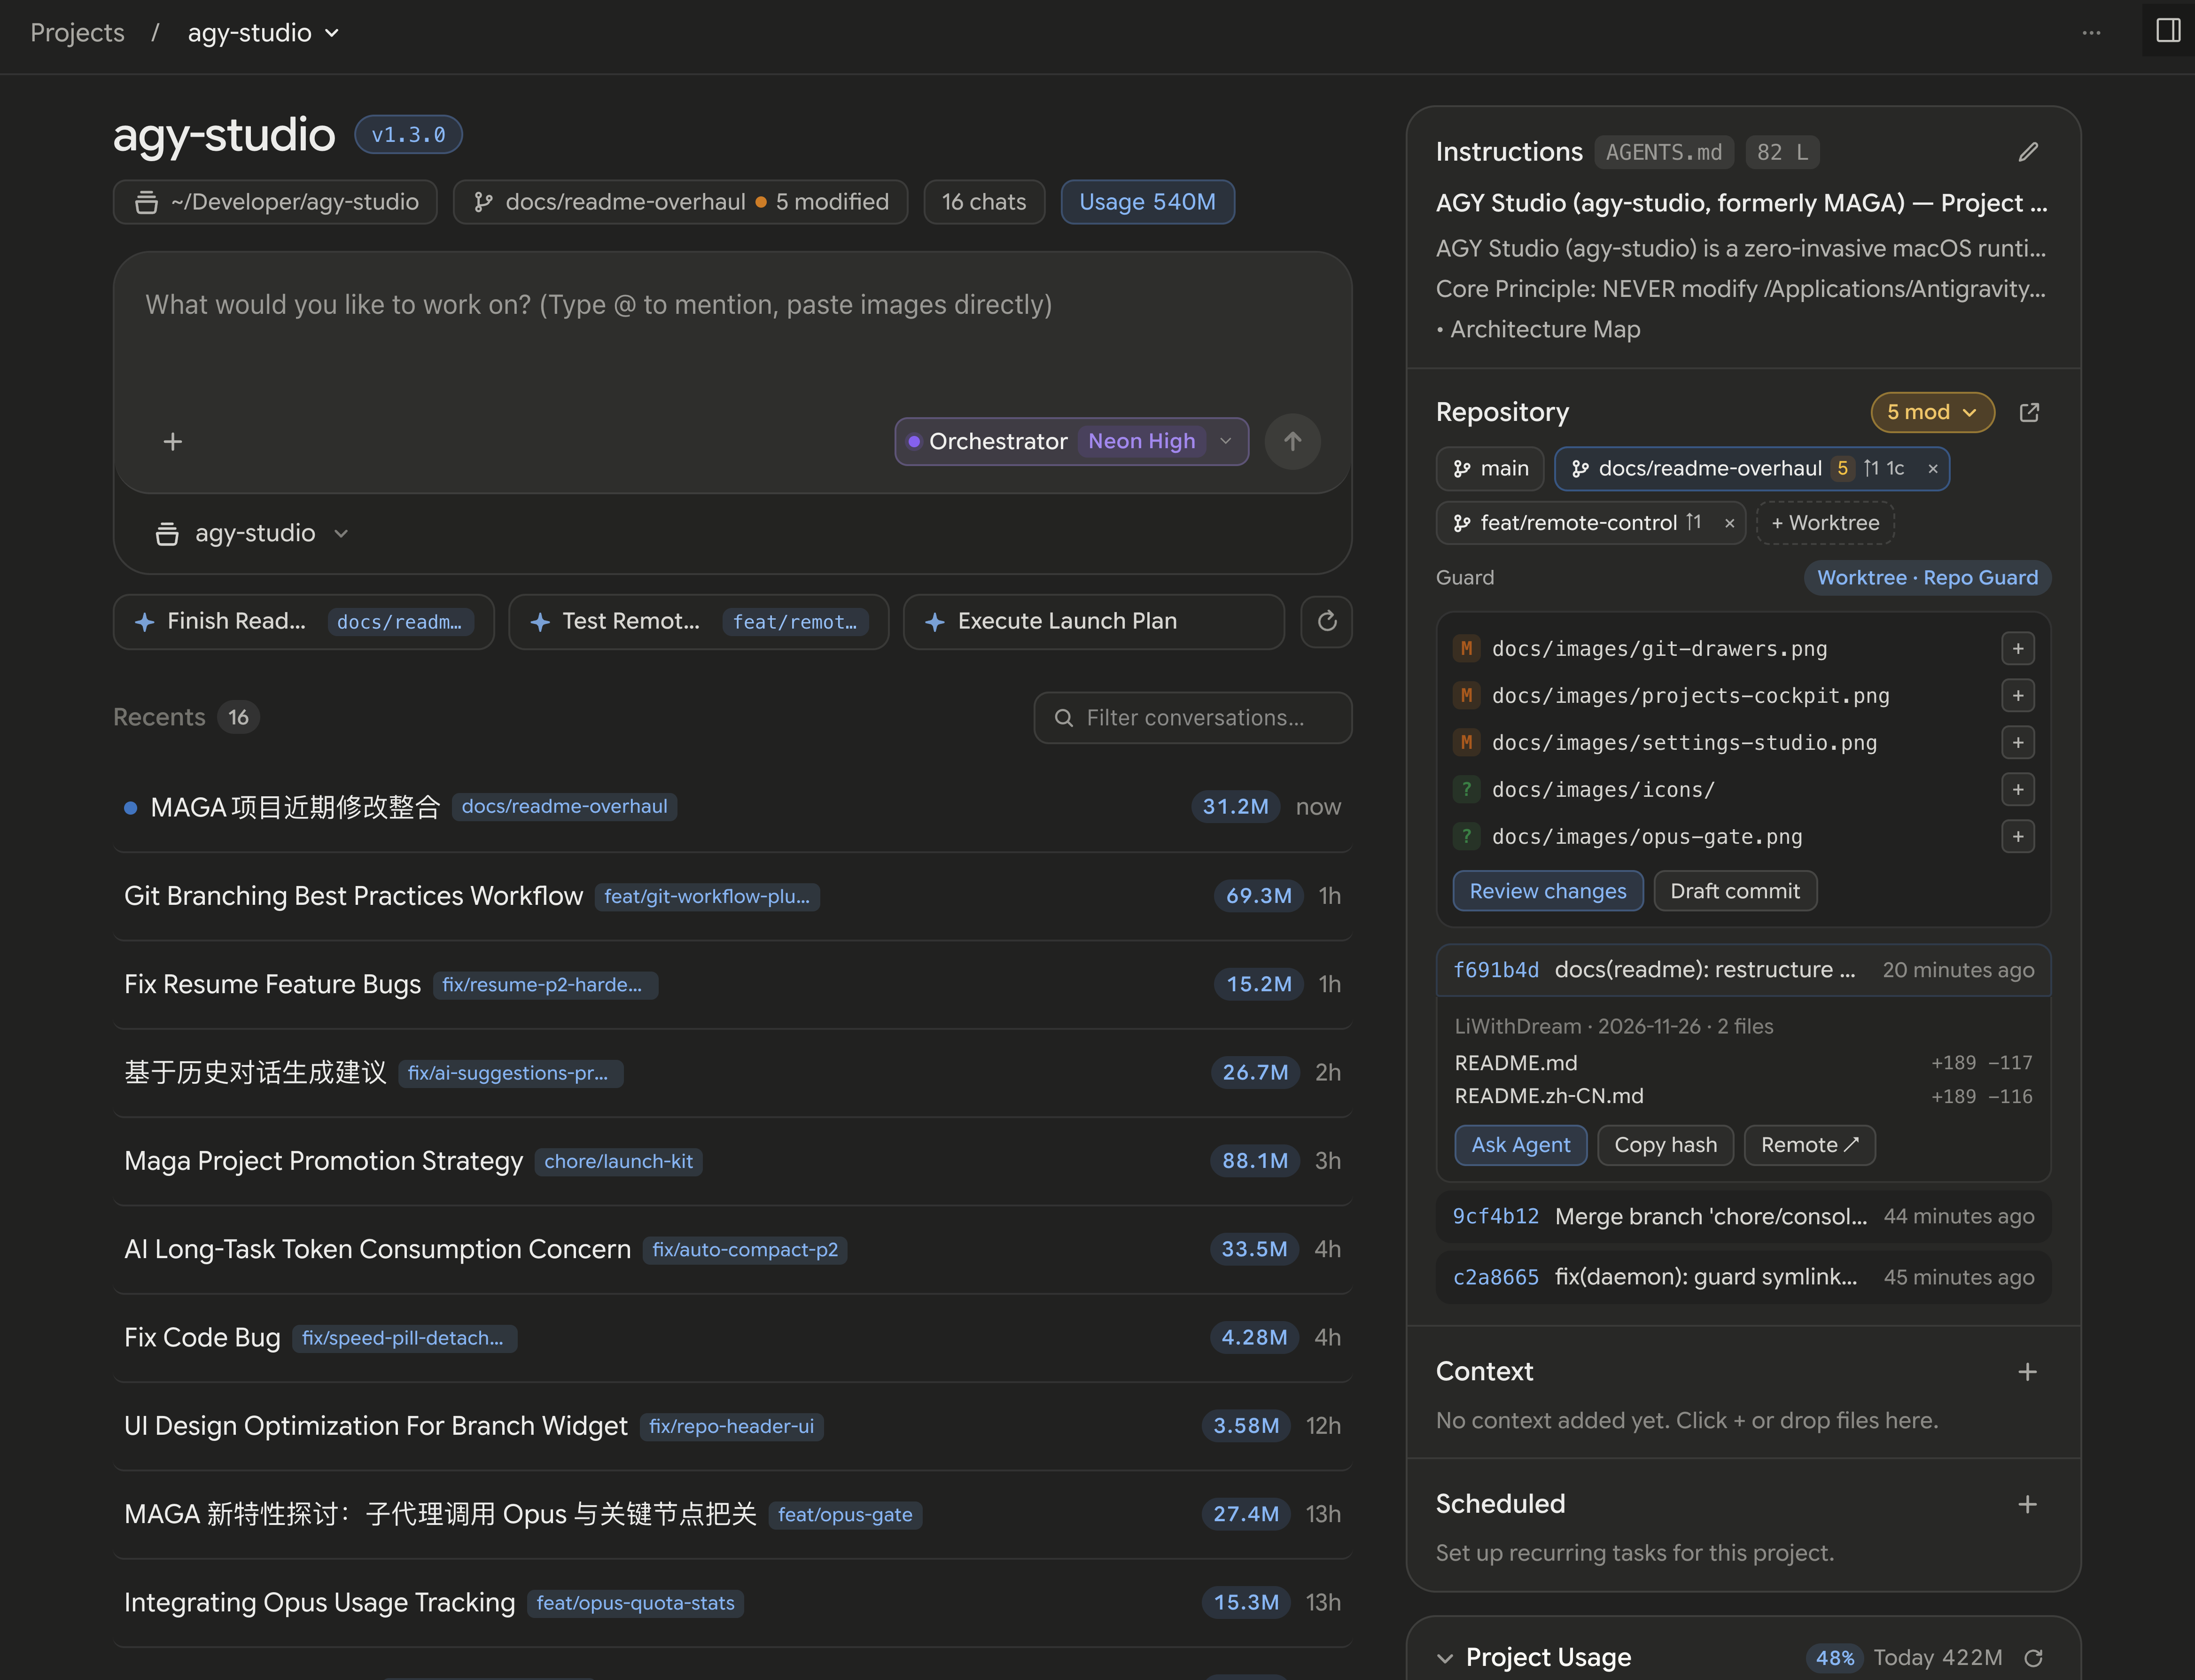 Projects / agy-studio
agy-studio v1.3.0
~/Developer/agy-studio docs/readme-overhaul 5 modified 16 chats Usage 540M
What would you like to work on? (Type @ to mention, paste images directly)
+ Orchestrator Neon High
agy-studio
Finish Read... docs/readm… Test Remot... feat/remot… Execute Launch Plan
Recents 16 Filter conversations...
MAGA 项目近期修改整合 docs/readme-overhaul 31.2M now
Git Branching Best Practices Workflow feat/git-workflow-plu... 69.3M 1h
Fix Resume Feature Bugs fix/resume-p2-harde... 15.2M 1h
基于历史对话生成建议 fix/ai-suggestions-pr... 26.7M 2h
Maga Project Promotion Strategy chore/launch-kit 88.1M 3h
AI Long-Task Token Consumption Concern fix/auto-compact-p2 33.5M 4h
Fix Code Bug fix/speed-pill-detach... 4.28M 4h
UI Design Optimization For Branch Widget fix/repo-header-ui 3.58M 12h
MAGA 新特性探讨：子代理调用 Opus 与关键节点把关 feat/opus-gate 27.4M 13h
Integrating Opus Usage Tracking feat/opus-quota-stats 15.3M 13h
Instructions AGENTS.md 82 L
AGY Studio (agy-studio, formerly MAGA) — Project ...
AGY Studio (agy-studio) is a zero-invasive macOS runti...
Core Principle: NEVER modify /Applications/Antigravity...
• Architecture Map
Repository 5 mod
main docs/readme-overhaul 5 ↑1 1c ×
feat/remote-control ↑1 × + Worktree
Guard Worktree · Repo Guard
M docs/images/git-drawers.png +
M docs/images/projects-cockpit.png +
M docs/images/settings-studio.png +
? docs/images/icons/ +
? docs/images/opus-gate.png +
Review changes Draft commit
f691b4d docs(readme): restructure ... 20 minutes ago
LiWithDream · 2026-11-26 · 2 files
README.md +189 −117
README.zh-CN.md +189 −116
Ask Agent Copy hash Remote ↗
9cf4b12 Merge branch 'chore/consol... 44 minutes ago
c2a8665 fix(daemon): guard symlink... 45 minutes ago
Context +
No context added yet. Click + or drop files here.
Scheduled +
Set up recurring tasks for this project.
Project Usage 48% Today 422M